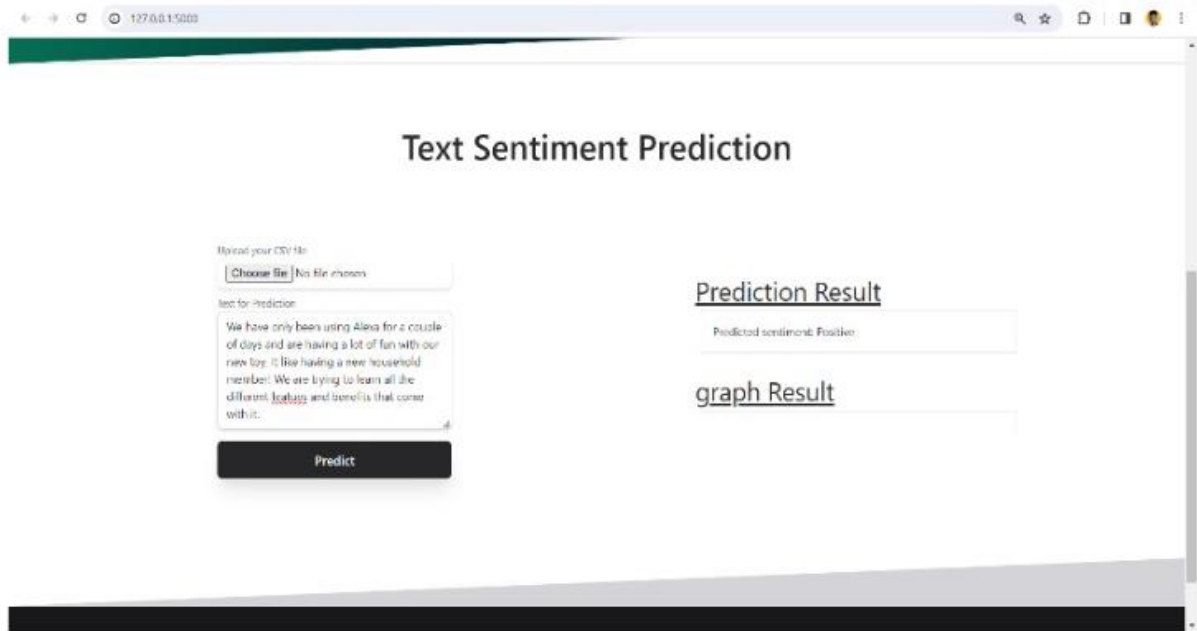 127.0.0.1:5000
Text Sentiment Prediction
Upload your CSV file
Choose file No file chosen
Text for Prediction
We have only been using Alexa for a couple
of days and are having a lot of fun with our
new toy. It like having a new household
member! We are trying to learn all the
different featues and benefits that come
with it.
Predict
Prediction Result
Predicted sentiment: Positive
graph Result